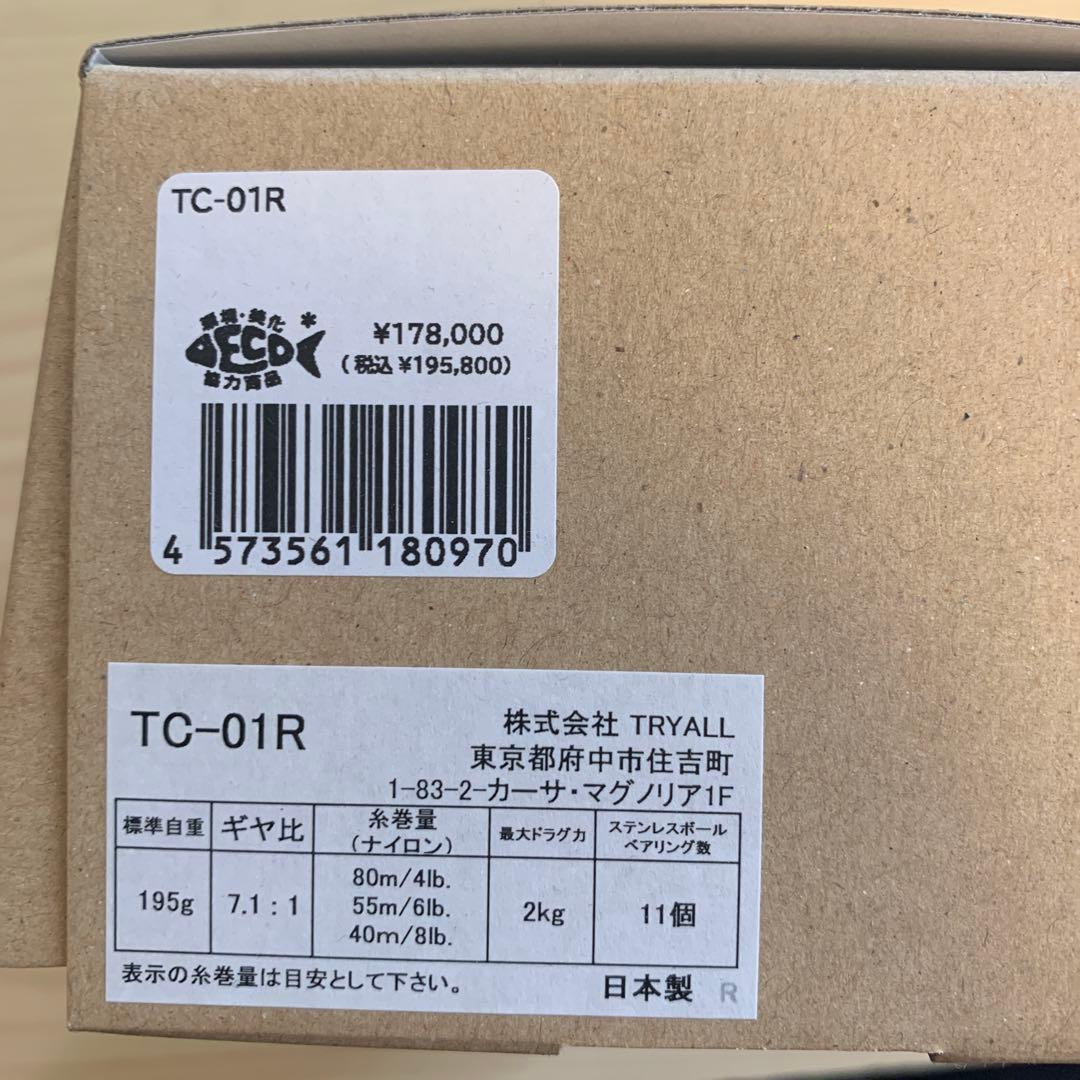 TC-01R
環境・美化
ECO
協力商品
¥178,000
(税込 ¥195,800)
4 573561 180970
TC-01R
株式会社 TRYALL
東京都府中市住吉町
1-83-2-カーサ・マグノリア1F
標準自重 ギヤ比 糸巻量 (ナイロン) 最大ドラグ力 ステンレスボール ベアリング数
195g 7.1:1 80m/4lb. 55m/6lb. 40m/8lb. 2kg 11個
表示の糸巻量は目安として下さい。 日本製 R